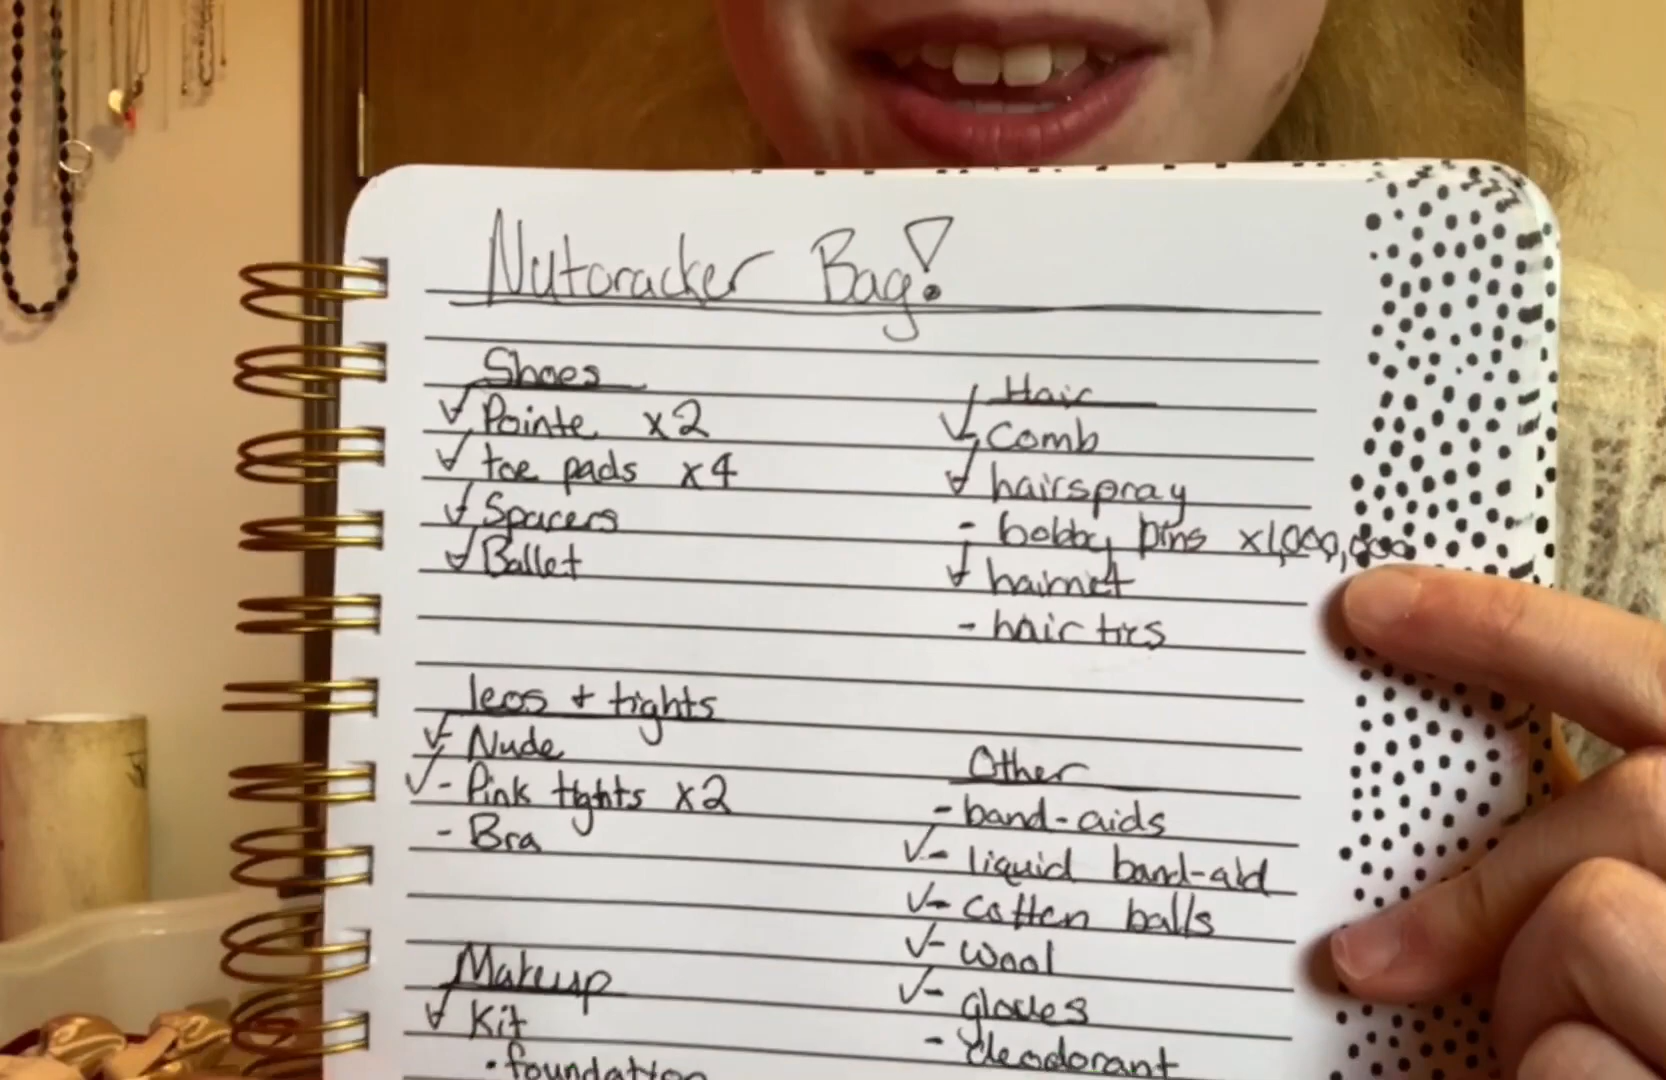 Nutcracker Bag!
Shoes
✓ Pointe x2
✓ toe pads x4
✓ Spacers
✓ Ballet
leos + tights
✓ Nude
✓- Pink tights x2
- Bra
Makeup
✓ Kit
• foundation
Hair
✓ comb
✓ hairspray
- bobby pins x1,000,000
✓ hairnet
- hair ties
Other
- band-aids
✓- liquid band-aid
✓- cotten balls
✓- wool
✓- gloves
- deodorant